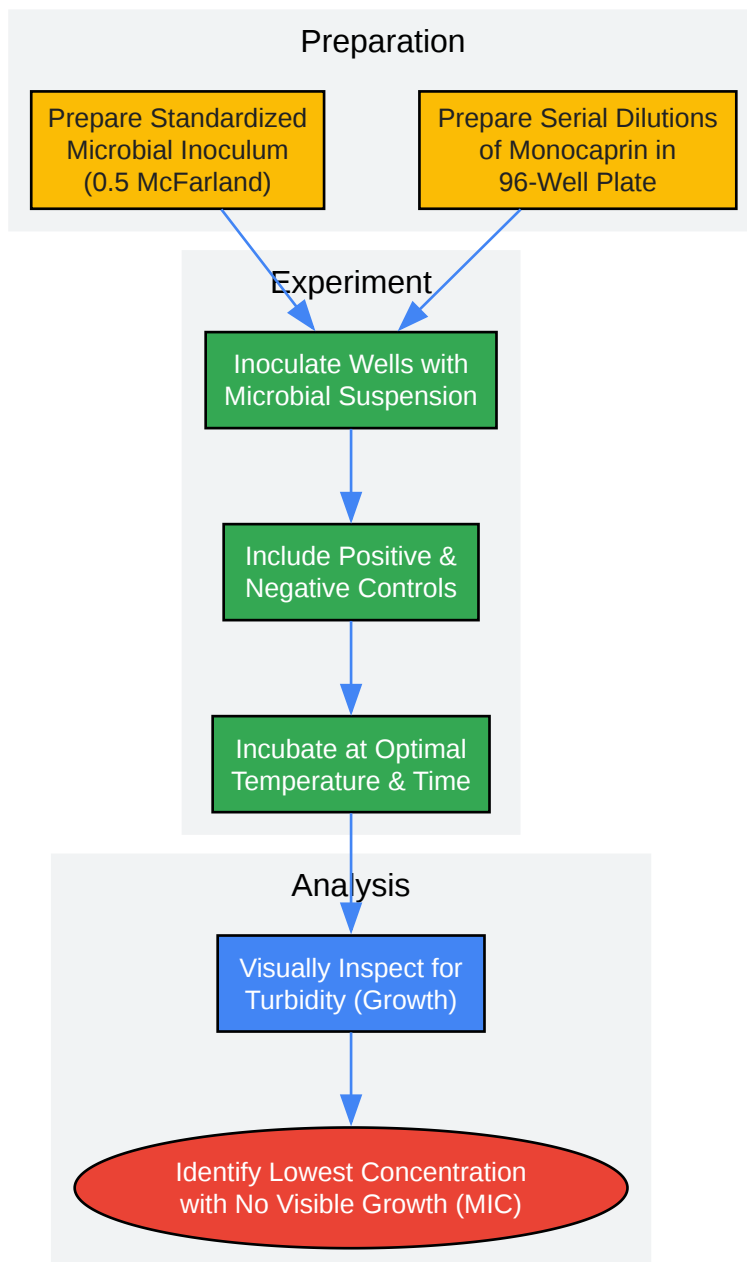 Preparation
Prepare Standardized
Microbial Inoculum
(0.5 McFarland)
Prepare Serial Dilutions
of Monocaprin in
96-Well Plate
Experiment
Inoculate Wells with
Microbial Suspension
Include Positive &
Negative Controls
Incubate at Optimal
Temperature & Time
Analysis
Visually Inspect for
Turbidity (Growth)
Identify Lowest Concentration
with No Visible Growth (MIC)